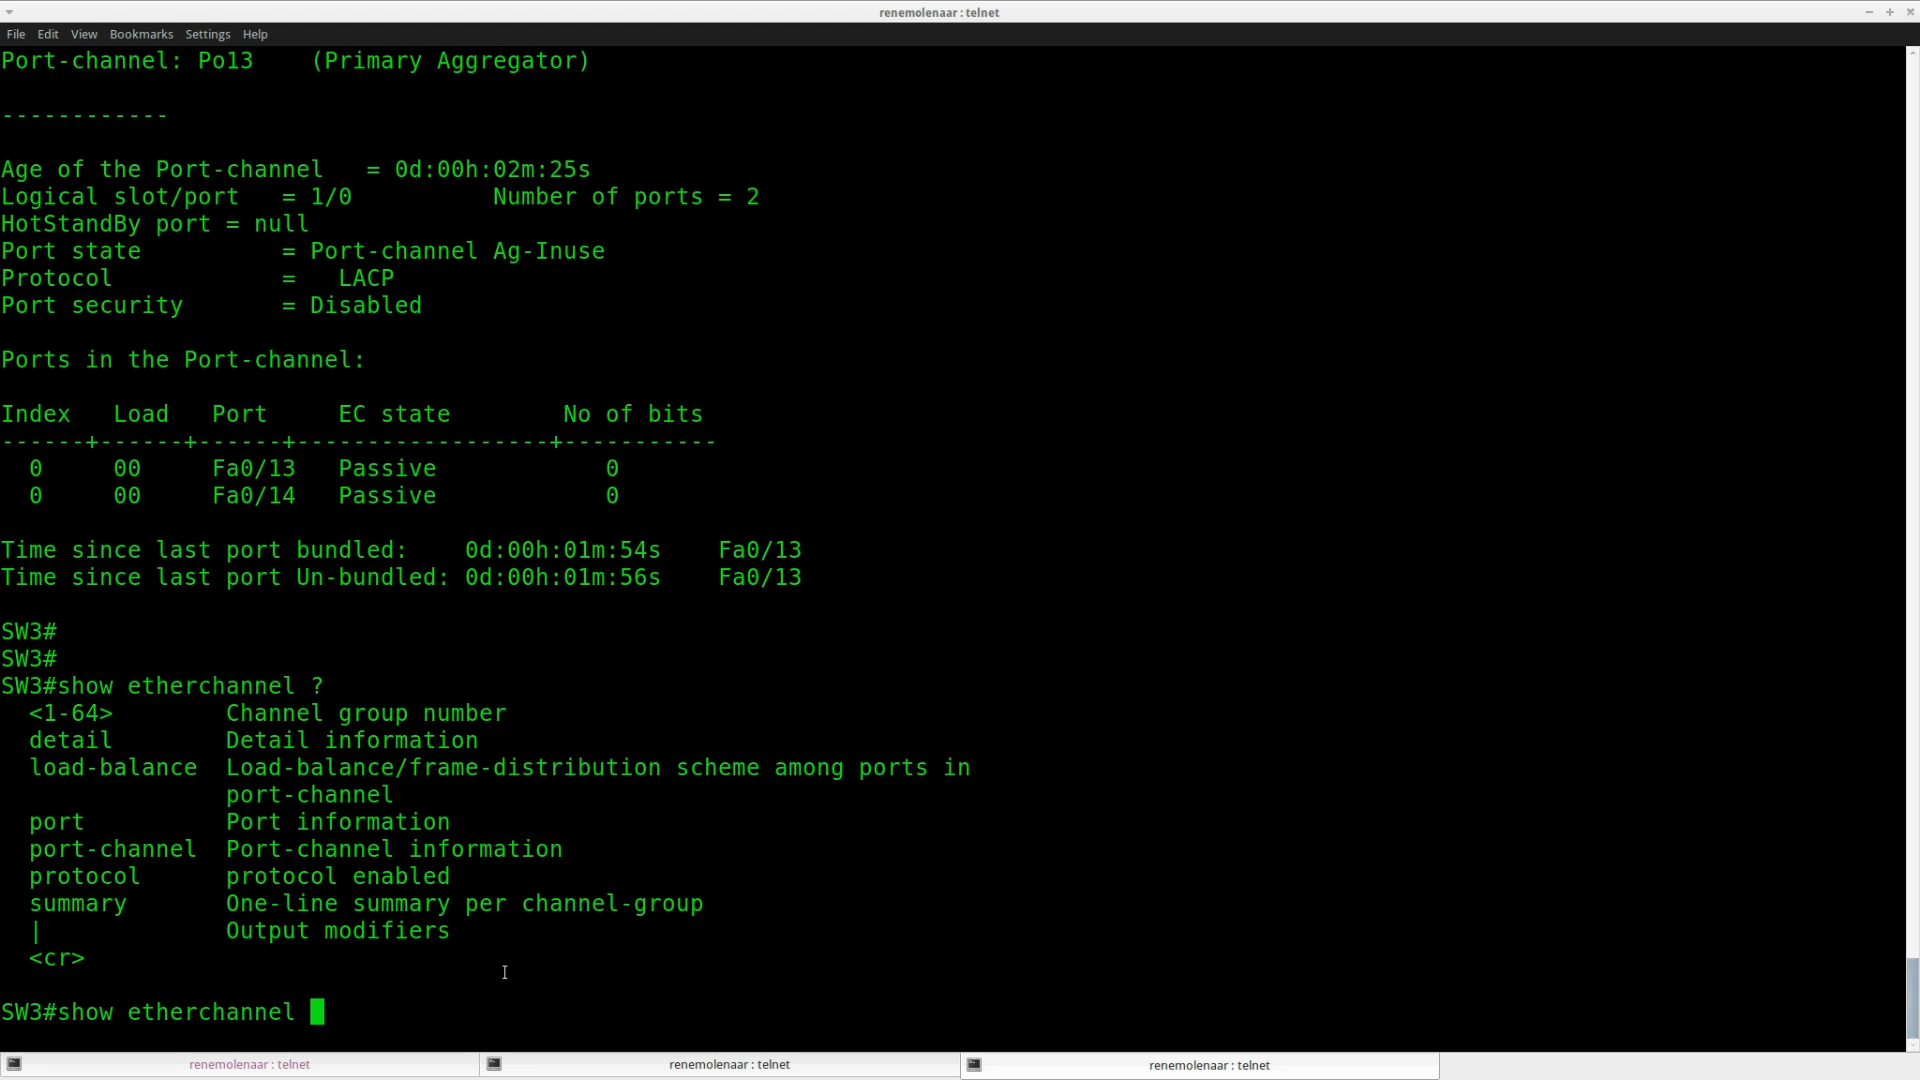 renemolenaar : telnet
File Edit View Bookmarks Settings Help
Port-channel: Po13    (Primary Aggregator)
------------
Age of the Port-channel   = 0d:00h:02m:25s
Logical slot/port   = 1/0          Number of ports = 2
HotStandBy port = null
Port state          = Port-channel Ag-Inuse
Protocol            =   LACP
Port security       = Disabled
Ports in the Port-channel:
Index   Load   Port     EC state        No of bits
------+------+------+------------------+-----------
  0     00     Fa0/13   Passive            0
  0     00     Fa0/14   Passive            0
Time since last port bundled:    0d:00h:01m:54s    Fa0/13
Time since last port Un-bundled: 0d:00h:01m:56s    Fa0/13
SW3#
SW3#
SW3#show etherchannel ?
  <1-64>        Channel group number
  detail        Detail information
  load-balance  Load-balance/frame-distribution scheme among ports in
                port-channel
  port          Port information
  port-channel  Port-channel information
  protocol      protocol enabled
  summary       One-line summary per channel-group
  |             Output modifiers
  <cr>
SW3#show etherchannel
renemolenaar : telnet
renemolenaar : telnet
renemolenaar : telnet